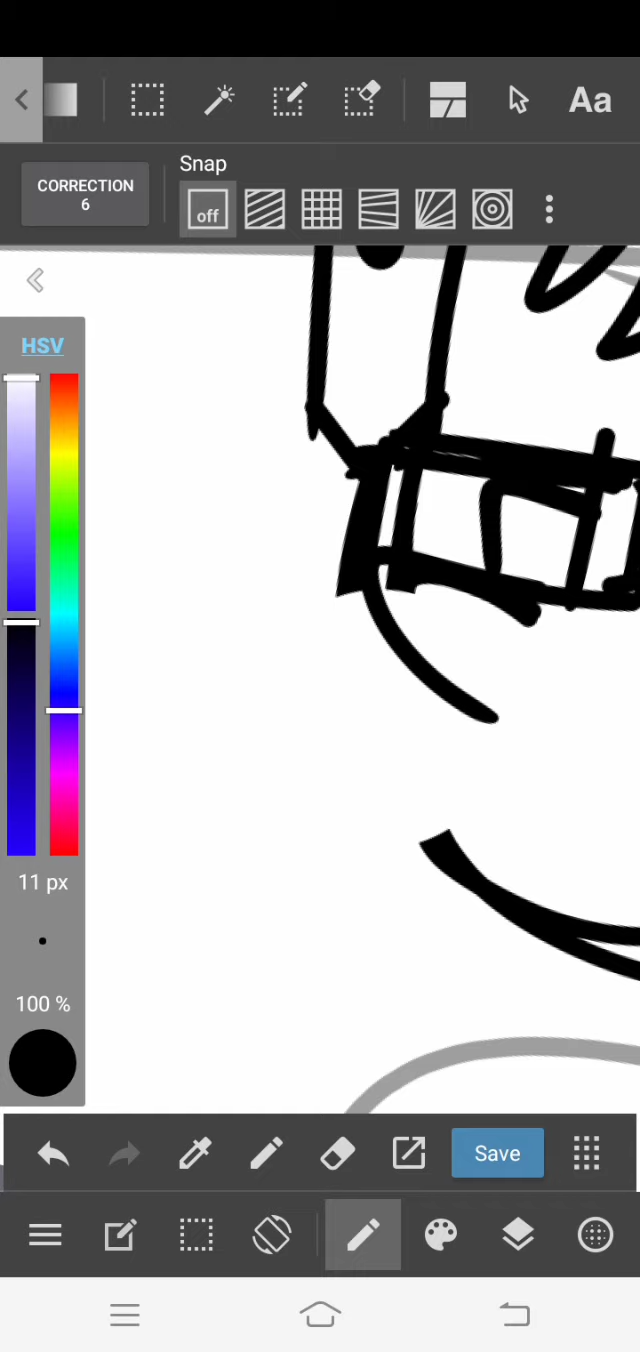 Aa
CORRECTION
6
Snap
off
HSV
11 px
100 %
Save